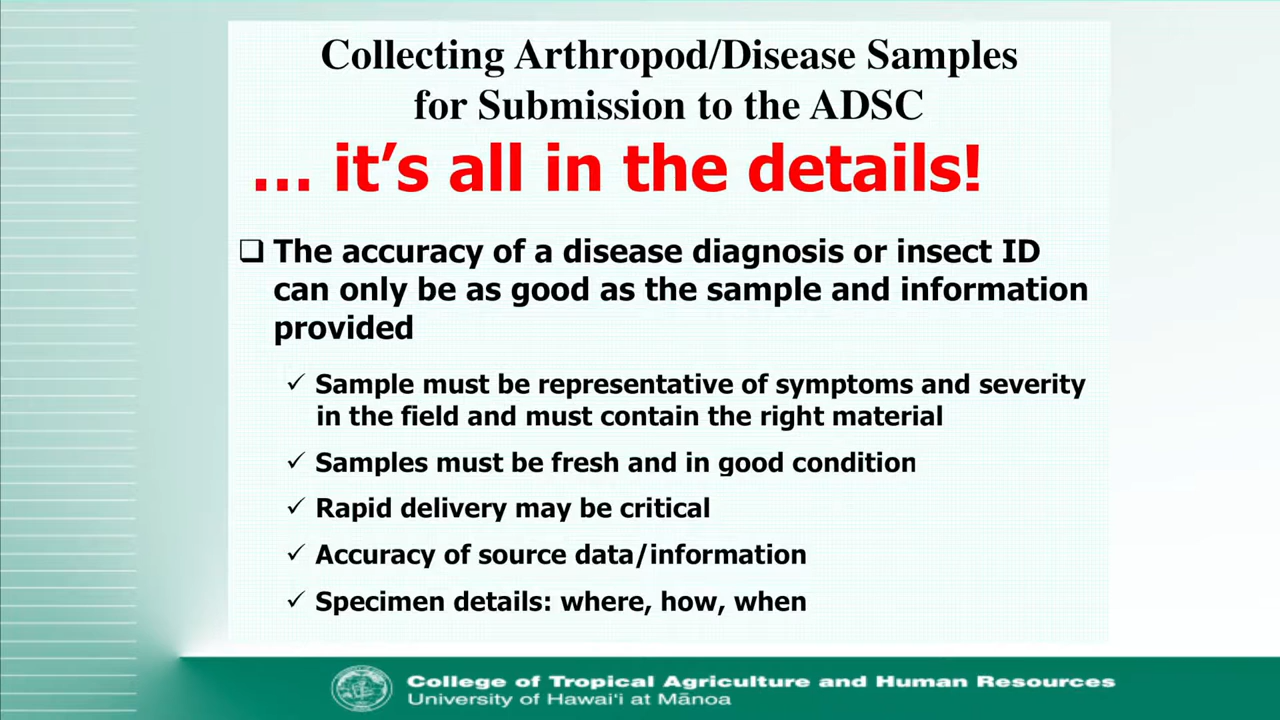 Collecting Arthropod/Disease Samples
for Submission to the ADSC
... it’s all in the details!
❑ The accuracy of a disease diagnosis or insect ID
can only be as good as the sample and information
provided
✓ Sample must be representative of symptoms and severity
in the field and must contain the right material
✓ Samples must be fresh and in good condition
✓ Rapid delivery may be critical
✓ Accuracy of source data/information
✓ Specimen details: where, how, when
College of Tropical Agriculture and Human Resources
University of Hawai‘i at Mānoa